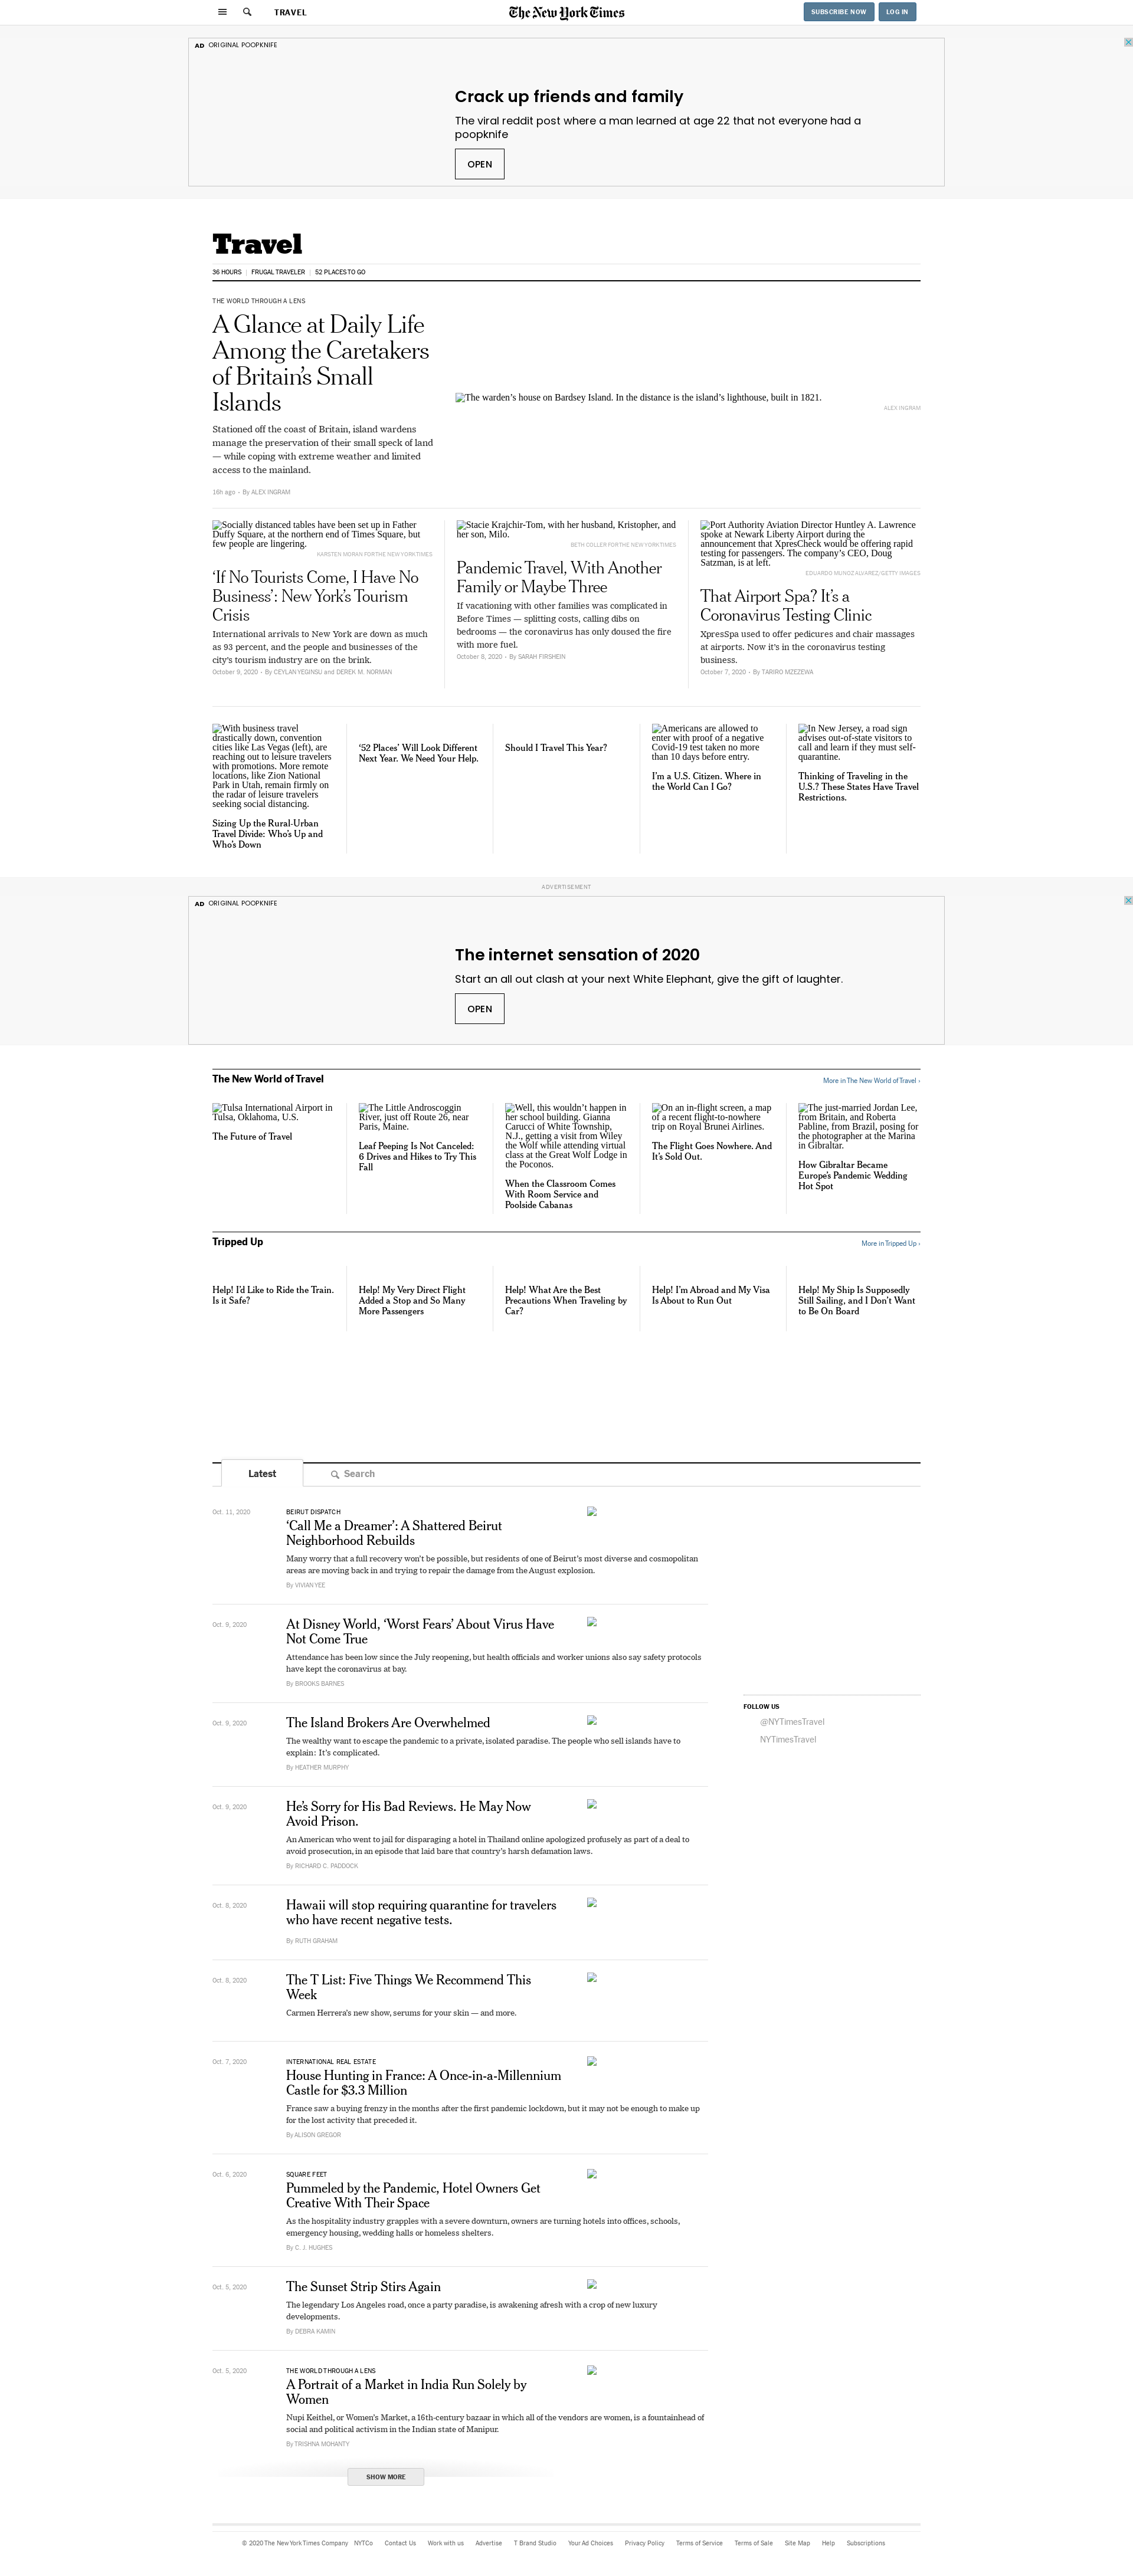 TRAVEL
The New York Times
SUBSCRIBE NOW
LOG IN
AD ORIGINAL POOPKNIFE
Crack up friends and family
The viral reddit post where a man learned at age 22 that not everyone had a
poopknife
OPEN
Travel
36 HOURS | FRUGAL TRAVELER | 52 PLACES TO GO
THE WORLD THROUGH A LENS
A Glance at Daily Life
Among the Caretakers
of Britain’s Small
Islands
Stationed off the coast of Britain, island wardens
manage the preservation of their small speck of land
— while coping with extreme weather and limited
access to the mainland.
16h ago • By ALEX INGRAM
The warden’s house on Bardsey Island. In the distance is the island’s lighthouse, built in 1821.
ALEX INGRAM
Socially distanced tables have been set up in Father
Duffy Square, at the northern end of Times Square, but
few people are lingering.
KARSTEN MORAN FOR THE NEW YORK TIMES
‘If No Tourists Come, I Have No
Business’: New York’s Tourism
Crisis
International arrivals to New York are down as much
as 93 percent, and the people and businesses of the
city’s tourism industry are on the brink.
October 9, 2020 • By CEYLAN YEGINSU and DEREK M. NORMAN
Stacie Krajchir-Tom, with her husband, Kristopher, and
her son, Milo.
BETH COLLER FOR THE NEW YORK TIMES
Pandemic Travel, With Another
Family or Maybe Three
If vacationing with other families was complicated in
Before Times — splitting costs, calling dibs on
bedrooms — the coronavirus has only doused the fire
with more fuel.
October 8, 2020 • By SARAH FIRSHEIN
Port Authority Aviation Director Huntley A. Lawrence
spoke at Newark Liberty Airport during the
announcement that XpresCheck would be offering rapid
testing for passengers. The company’s CEO, Doug
Satzman, is at left.
EDUARDO MUNOZ ALVAREZ/GETTY IMAGES
That Airport Spa? It’s a
Coronavirus Testing Clinic
XpresSpa used to offer pedicures and chair massages
at airports. Now it’s in the coronavirus testing
business.
October 7, 2020 • By TARIRO MZEZEWA
With business travel
drastically down, convention
cities like Las Vegas (left), are
reaching out to leisure travelers
with promotions. More remote
locations, like Zion National
Park in Utah, remain firmly on
the radar of leisure travelers
seeking social distancing.
Sizing Up the Rural-Urban
Travel Divide: Who’s Up and
Who’s Down
‘52 Places’ Will Look Different
Next Year. We Need Your Help.
Should I Travel This Year?
Americans are allowed to
enter with proof of a negative
Covid-19 test taken no more
than 10 days before entry.
I’m a U.S. Citizen. Where in
the World Can I Go?
In New Jersey, a road sign
advises out-of-state visitors to
call and learn if they must self-
quarantine.
Thinking of Traveling in the
U.S.? These States Have Travel
Restrictions.
ADVERTISEMENT
AD ORIGINAL POOPKNIFE
The internet sensation of 2020
Start an all out clash at your next White Elephant, give the gift of laughter.
OPEN
The New World of Travel
More in The New World of Travel ›
Tulsa International Airport in
Tulsa, Oklahoma, U.S.
The Future of Travel
The Little Androscoggin
River, just off Route 26, near
Paris, Maine.
Leaf Peeping Is Not Canceled:
6 Drives and Hikes to Try This
Fall
Well, this wouldn’t happen in
her school building. Gianna
Carucci of White Township,
N.J., getting a visit from Wiley
the Wolf while attending virtual
class at the Great Wolf Lodge in
the Poconos.
When the Classroom Comes
With Room Service and
Poolside Cabanas
On an in-flight screen, a map
of a recent flight-to-nowhere
trip on Royal Brunei Airlines.
The Flight Goes Nowhere. And
It’s Sold Out.
The just-married Jordan Lee,
from Britain, and Roberta
Pabline, from Brazil, posing for
the photographer at the Marina
in Gibraltar.
How Gibraltar Became
Europe’s Pandemic Wedding
Hot Spot
Tripped Up
More in Tripped Up ›
Help! I’d Like to Ride the Train.
Is it Safe?
Help! My Very Direct Flight
Added a Stop and So Many
More Passengers
Help! What Are the Best
Precautions When Traveling by
Car?
Help! I’m Abroad and My Visa
Is About to Run Out
Help! My Ship Is Supposedly
Still Sailing, and I Don’t Want
to Be On Board
Latest
Search
Oct. 11, 2020
BEIRUT DISPATCH
‘Call Me a Dreamer’: A Shattered Beirut
Neighborhood Rebuilds
Many worry that a full recovery won’t be possible, but residents of one of Beirut’s most diverse and cosmopolitan
areas are moving back in and trying to repair the damage from the August explosion.
By VIVIAN YEE
Oct. 9, 2020
At Disney World, ‘Worst Fears’ About Virus Have
Not Come True
Attendance has been low since the July reopening, but health officials and worker unions also say safety protocols
have kept the coronavirus at bay.
By BROOKS BARNES
FOLLOW US
@NYTimesTravel
NYTimesTravel
Oct. 9, 2020
The Island Brokers Are Overwhelmed
The wealthy want to escape the pandemic to a private, isolated paradise. The people who sell islands have to
explain: It’s complicated.
By HEATHER MURPHY
Oct. 9, 2020
He’s Sorry for His Bad Reviews. He May Now
Avoid Prison.
An American who went to jail for disparaging a hotel in Thailand online apologized profusely as part of a deal to
avoid prosecution, in an episode that laid bare that country’s harsh defamation laws.
By RICHARD C. PADDOCK
Oct. 8, 2020
Hawaii will stop requiring quarantine for travelers
who have recent negative tests.
By RUTH GRAHAM
Oct. 8, 2020
The T List: Five Things We Recommend This
Week
Carmen Herrera’s new show, serums for your skin — and more.
Oct. 7, 2020
INTERNATIONAL REAL ESTATE
House Hunting in France: A Once-in-a-Millennium
Castle for $3.3 Million
France saw a buying frenzy in the months after the first pandemic lockdown, but it may not be enough to make up
for the lost activity that preceded it.
By ALISON GREGOR
Oct. 6, 2020
SQUARE FEET
Pummeled by the Pandemic, Hotel Owners Get
Creative With Their Space
As the hospitality industry grapples with a severe downturn, owners are turning hotels into offices, schools,
emergency housing, wedding halls or homeless shelters.
By C. J. HUGHES
Oct. 5, 2020
The Sunset Strip Stirs Again
The legendary Los Angeles road, once a party paradise, is awakening afresh with a crop of new luxury
developments.
By DEBRA KAMIN
Oct. 5, 2020
THE WORLD THROUGH A LENS
A Portrait of a Market in India Run Solely by
Women
Nupi Keithel, or Women’s Market, a 16th-century bazaar in which all of the vendors are women, is a fountainhead of
social and political activism in the Indian state of Manipur.
By TRISHNA MOHANTY
SHOW MORE
© 2020 The New York Times Company NYTCo Contact Us Work with us Advertise T Brand Studio Your Ad Choices Privacy Policy Terms of Service Terms of Sale Site Map Help Subscriptions